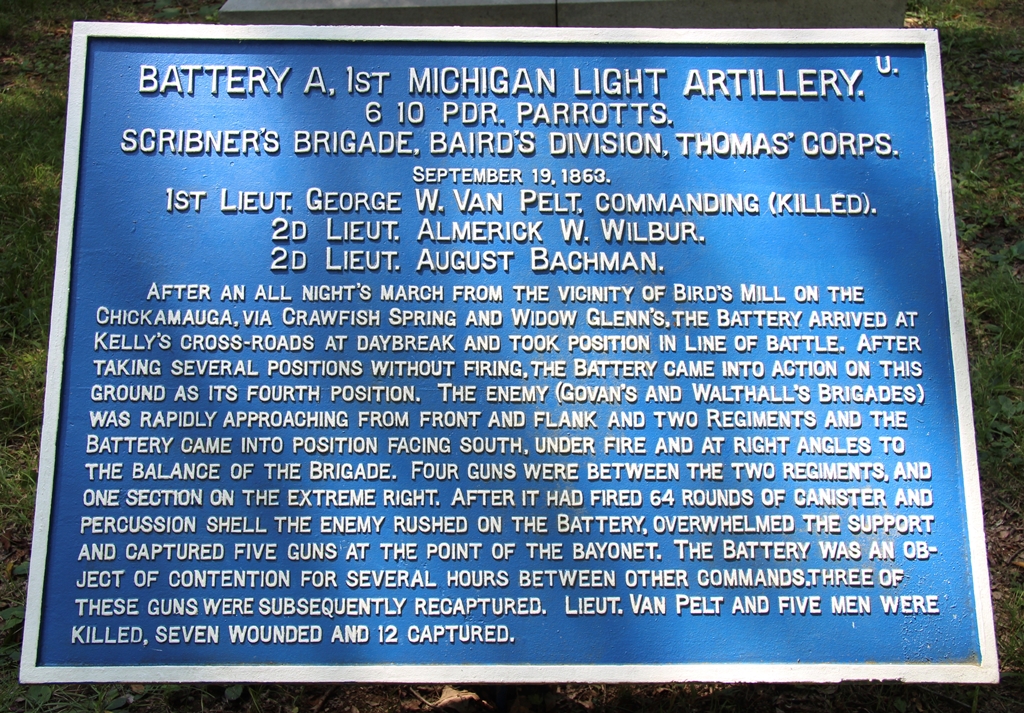 U.
BATTERY A, 1ST MICHIGAN LIGHT ARTILLERY.
6 10 PDR. PARROTTS.
SCRIBNER'S BRIGADE, BAIRD'S DIVISION, THOMAS' CORPS.
SEPTEMBER 19, 1863.
1ST LIEUT. GEORGE W. VAN PELT, COMMANDING (KILLED).
2D LIEUT. ALMERICK W. WILBUR.
2D LIEUT. AUGUST BACHMAN.
AFTER AN ALL NIGHT'S MARCH FROM THE VICINITY OF BIRD'S MILL ON THE
CHICKAMAUGA, VIA CRAWFISH SPRING AND WIDOW GLENN'S, THE BATTERY ARRIVED AT
KELLY'S CROSS-ROADS AT DAYBREAK AND TOOK POSITION IN LINE OF BATTLE. AFTER
TAKING SEVERAL POSITIONS WITHOUT FIRING, THE BATTERY CAME INTO ACTION ON THIS
GROUND AS ITS FOURTH POSITION. THE ENEMY (GOVAN'S AND WALTHALL'S BRIGADES)
WAS RAPIDLY APPROACHING FROM FRONT AND FLANK AND TWO REGIMENTS AND THE
BATTERY CAME INTO POSITION FACING SOUTH, UNDER FIRE AND AT RIGHT ANGLES TO
THE BALANCE OF THE BRIGADE. FOUR GUNS WERE BETWEEN THE TWO REGIMENTS, AND
ONE SECTION ON THE EXTREME RIGHT. AFTER IT HAD FIRED 64 ROUNDS OF CANISTER AND
PERCUSSION SHELL THE ENEMY RUSHED ON THE BATTERY, OVERWHELMED THE SUPPORT
AND CAPTURED FIVE GUNS AT THE POINT OF THE BAYONET. THE BATTERY WAS AN OB-
JECT OF CONTENTION FOR SEVERAL HOURS BETWEEN OTHER COMMANDS. THREE OF
THESE GUNS WERE SUBSEQUENTLY RECAPTURED. LIEUT. VAN PELT AND FIVE MEN WERE
KILLED, SEVEN WOUNDED AND 12 CAPTURED.